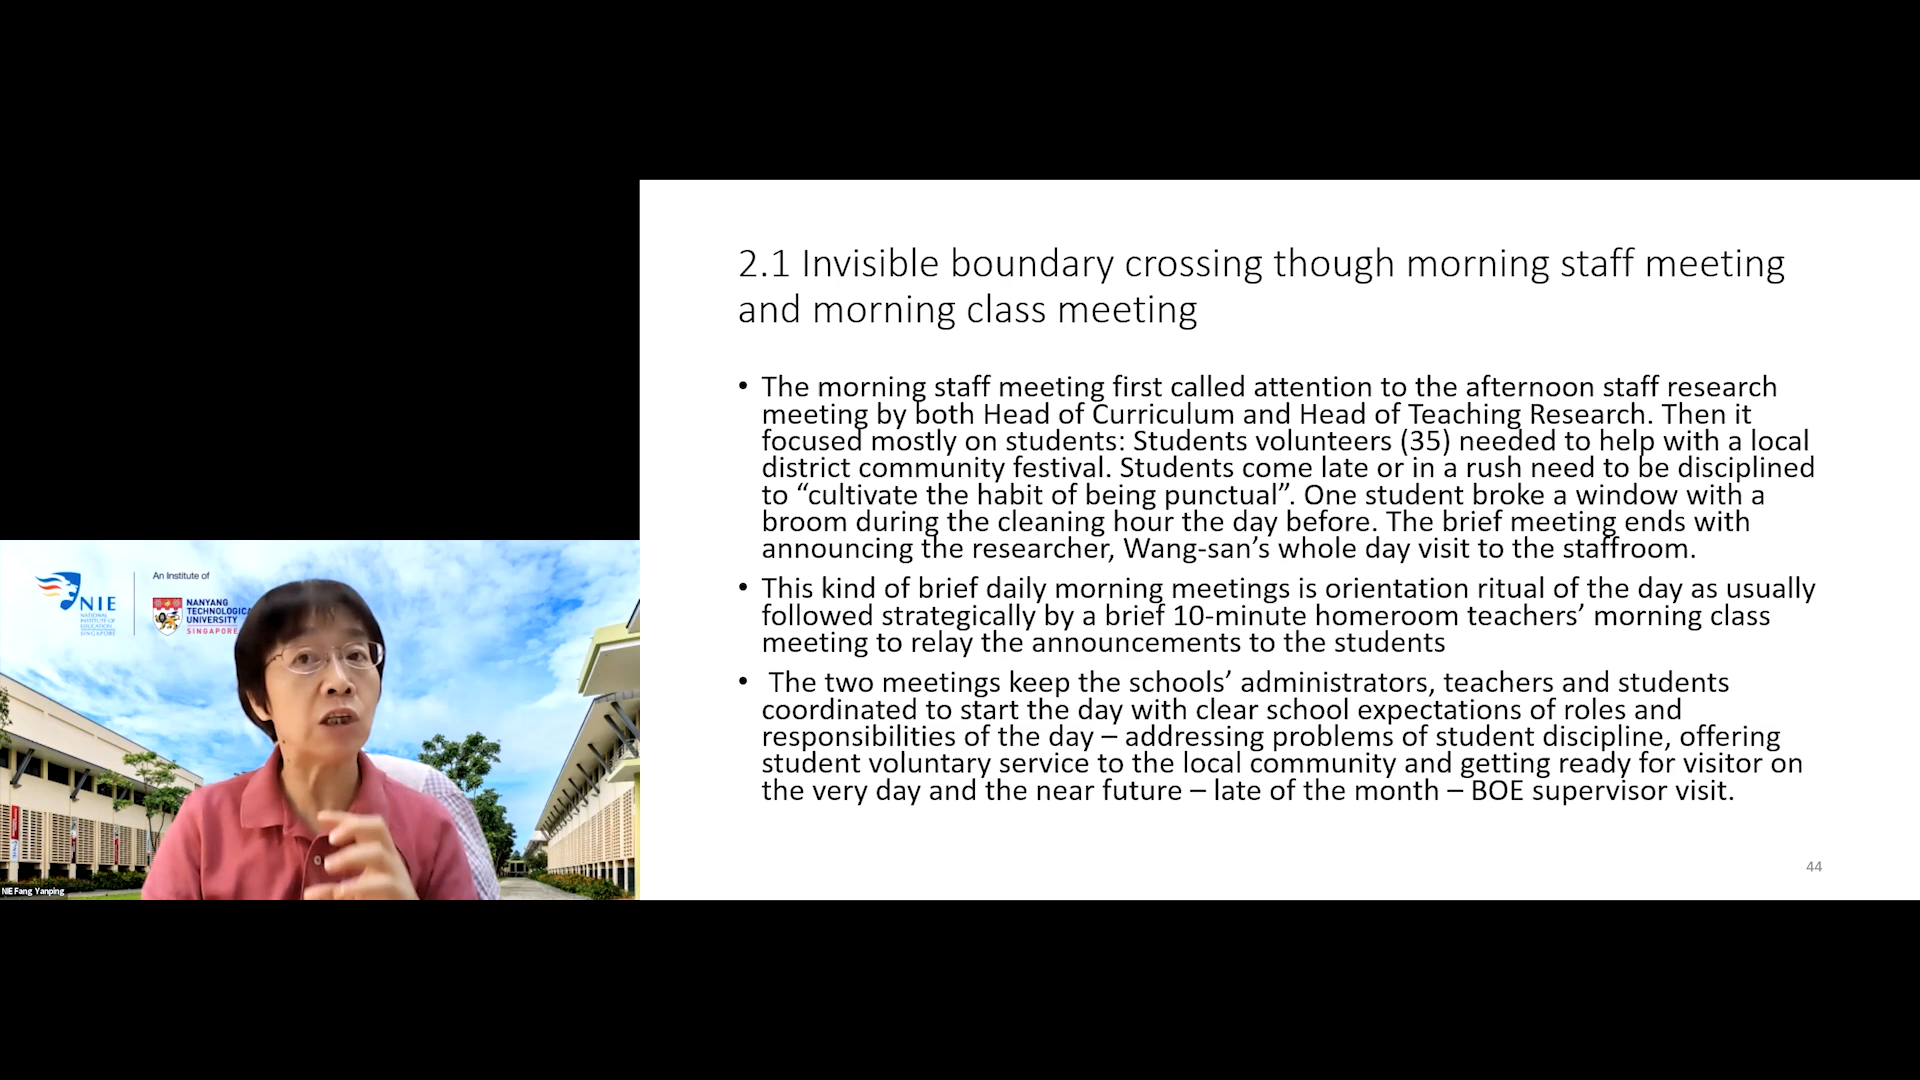 2.1 Invisible boundary crossing though morning staff meeting
and morning class meeting
• The morning staff meeting first called attention to the afternoon staff research
meeting by both Head of Curriculum and Head of Teaching Research. Then it
focused mostly on students: Students volunteers (35) needed to help with a local
district community festival. Students come late or in a rush need to be disciplined
to “cultivate the habit of being punctual”. One student broke a window with a
broom during the cleaning hour the day before. The brief meeting ends with
announcing the researcher, Wang-san’s whole day visit to the staffroom.
• This kind of brief daily morning meetings is orientation ritual of the day as usually
followed strategically by a brief 10-minute homeroom teachers’ morning class
meeting to relay the announcements to the students
• The two meetings keep the schools’ administrators, teachers and students
coordinated to start the day with clear school expectations of roles and
responsibilities of the day – addressing problems of student discipline, offering
student voluntary service to the local community and getting ready for visitor on
the very day and the near future – late of the month – BOE supervisor visit.
44
NIE
NATIONAL
INSTITUTE OF
EDUCATION
SINGAPORE
An Institute of
NANYANG
TECHNOLOGICA
UNIVERSITY
SINGAPORE
NIE Fang Yanping